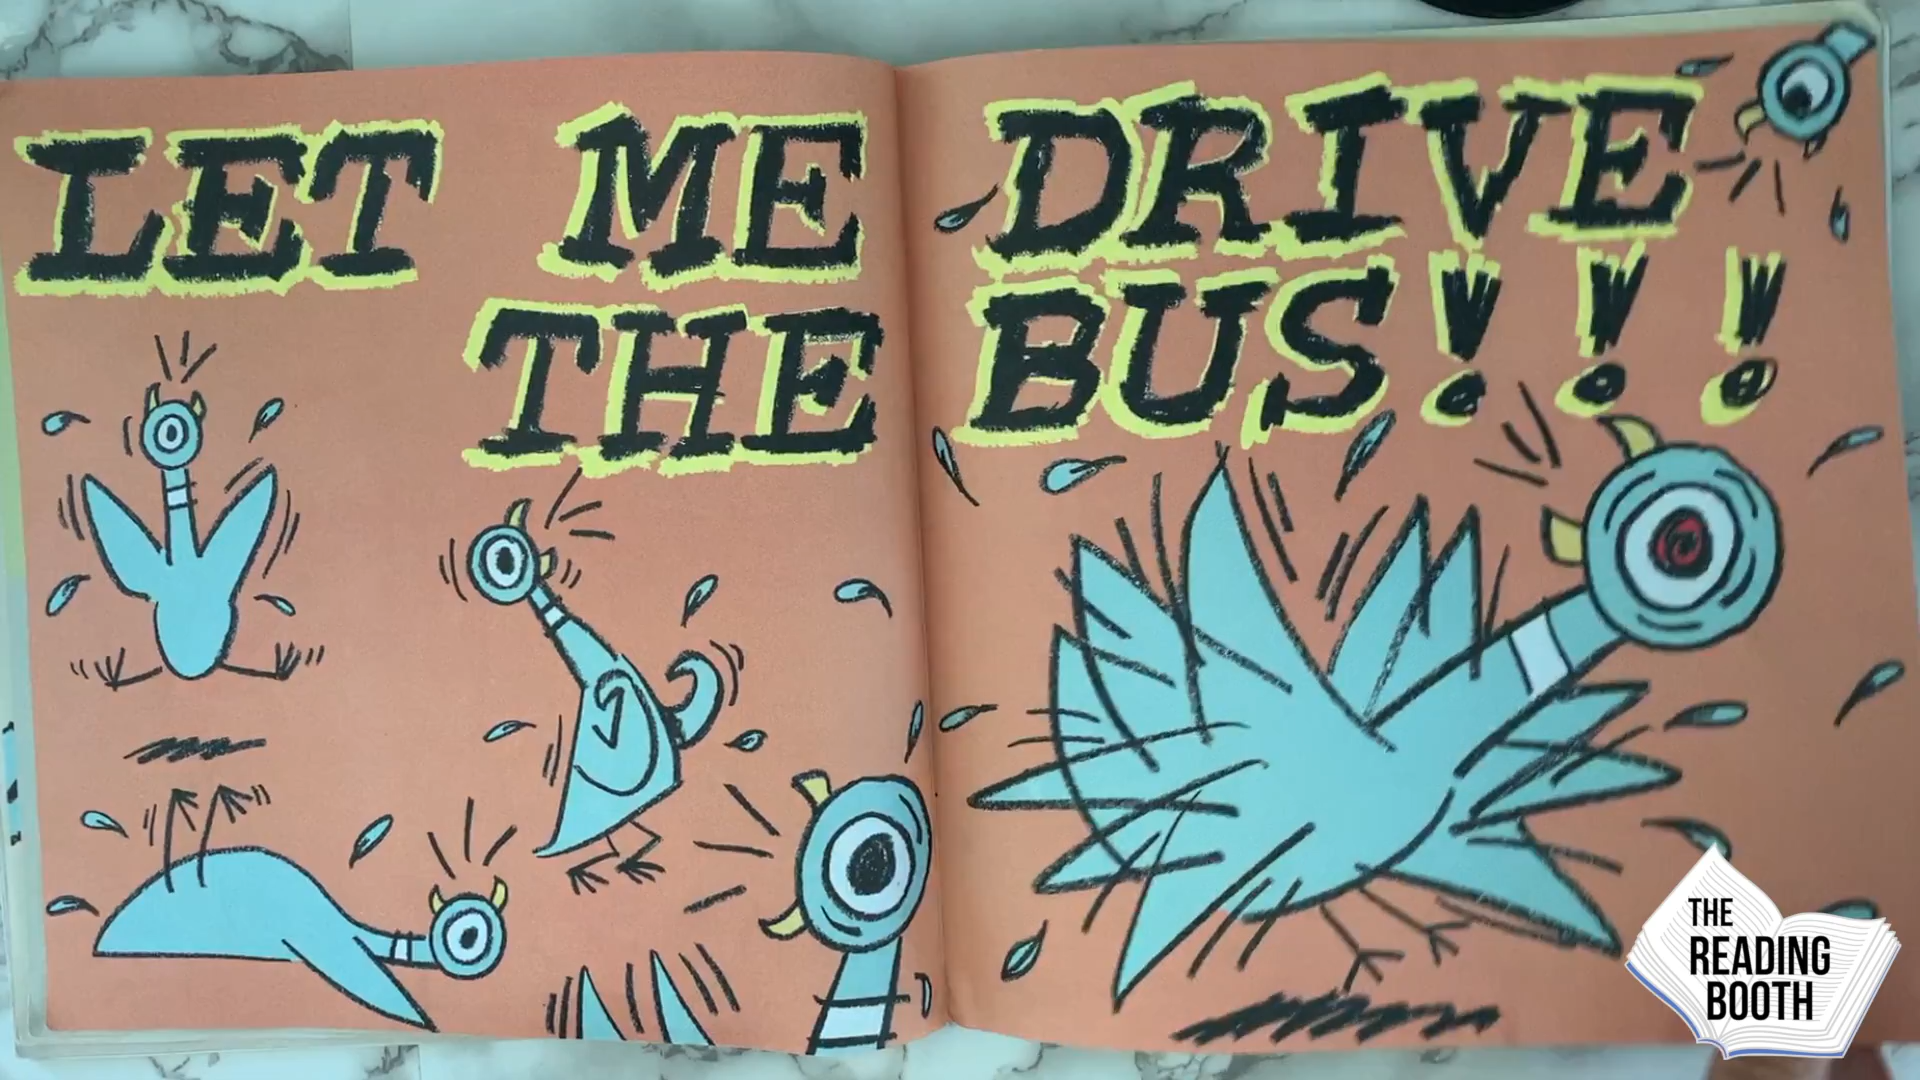 LET ME DRIVE
THE BUS!!!
THE
READING
BOOTH